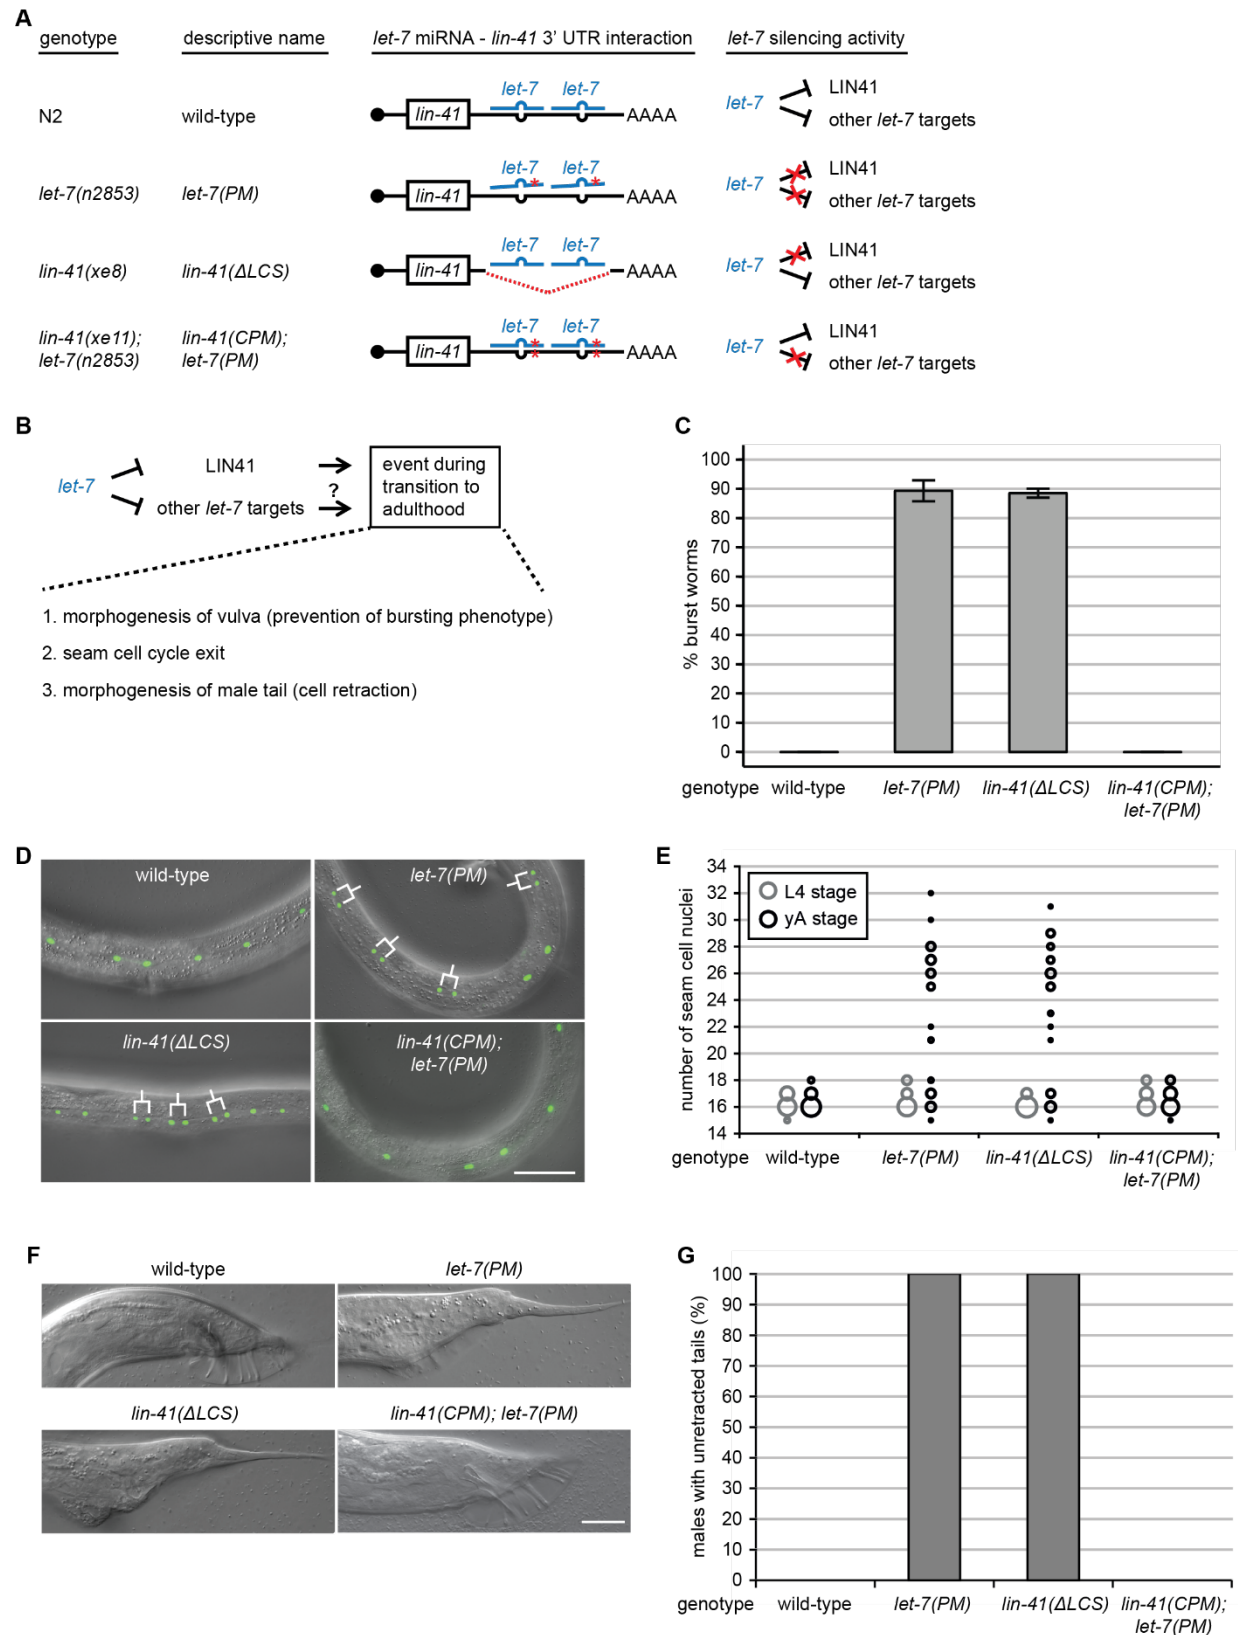 A
genotype descriptive name let-7 miRNA - lin-41 3' UTR interaction let-7 silencing activity
N2 wild-type lin-41 let-7 let-7 AAAA let-7 LIN41 other let-7 targets
let-7(n2853) let-7(PM) lin-41 let-7 * let-7 * AAAA let-7 LIN41 other let-7 targets
lin-41(xe8) lin-41(ΔLCS) lin-41 let-7 let-7 AAAA let-7 LIN41 other let-7 targets
lin-41(xe11); lin-41(CPM); let-7 let-7 LIN41
let-7(n2853) let-7(PM) lin-41 * * * * AAAA let-7 other let-7 targets
B
let-7 LIN41
other let-7 targets ?
event during
transition to
adulthood
1. morphogenesis of vulva (prevention of bursting phenotype)
2. seam cell cycle exit
3. morphogenesis of male tail (cell retraction)
C
% burst worms
100
90
80
70
60
50
40
30
20
10
0
genotype wild-type let-7(PM) lin-41(ΔLCS) lin-41(CPM);
let-7(PM)
D
wild-type let-7(PM)
lin-41(ΔLCS) lin-41(CPM);
let-7(PM)
E
number of seam cell nuclei
34
32
30
28
26
24
22
20
18
16
14
L4 stage
yA stage
genotype wild-type let-7(PM) lin-41(ΔLCS) lin-41(CPM);
let-7(PM)
F
wild-type let-7(PM)
lin-41(ΔLCS) lin-41(CPM); let-7(PM)
G
males with unretracted tails (%)
100
90
80
70
60
50
40
30
20
10
0
genotype wild-type let-7(PM) lin-41(ΔLCS) lin-41(CPM);
let-7(PM)